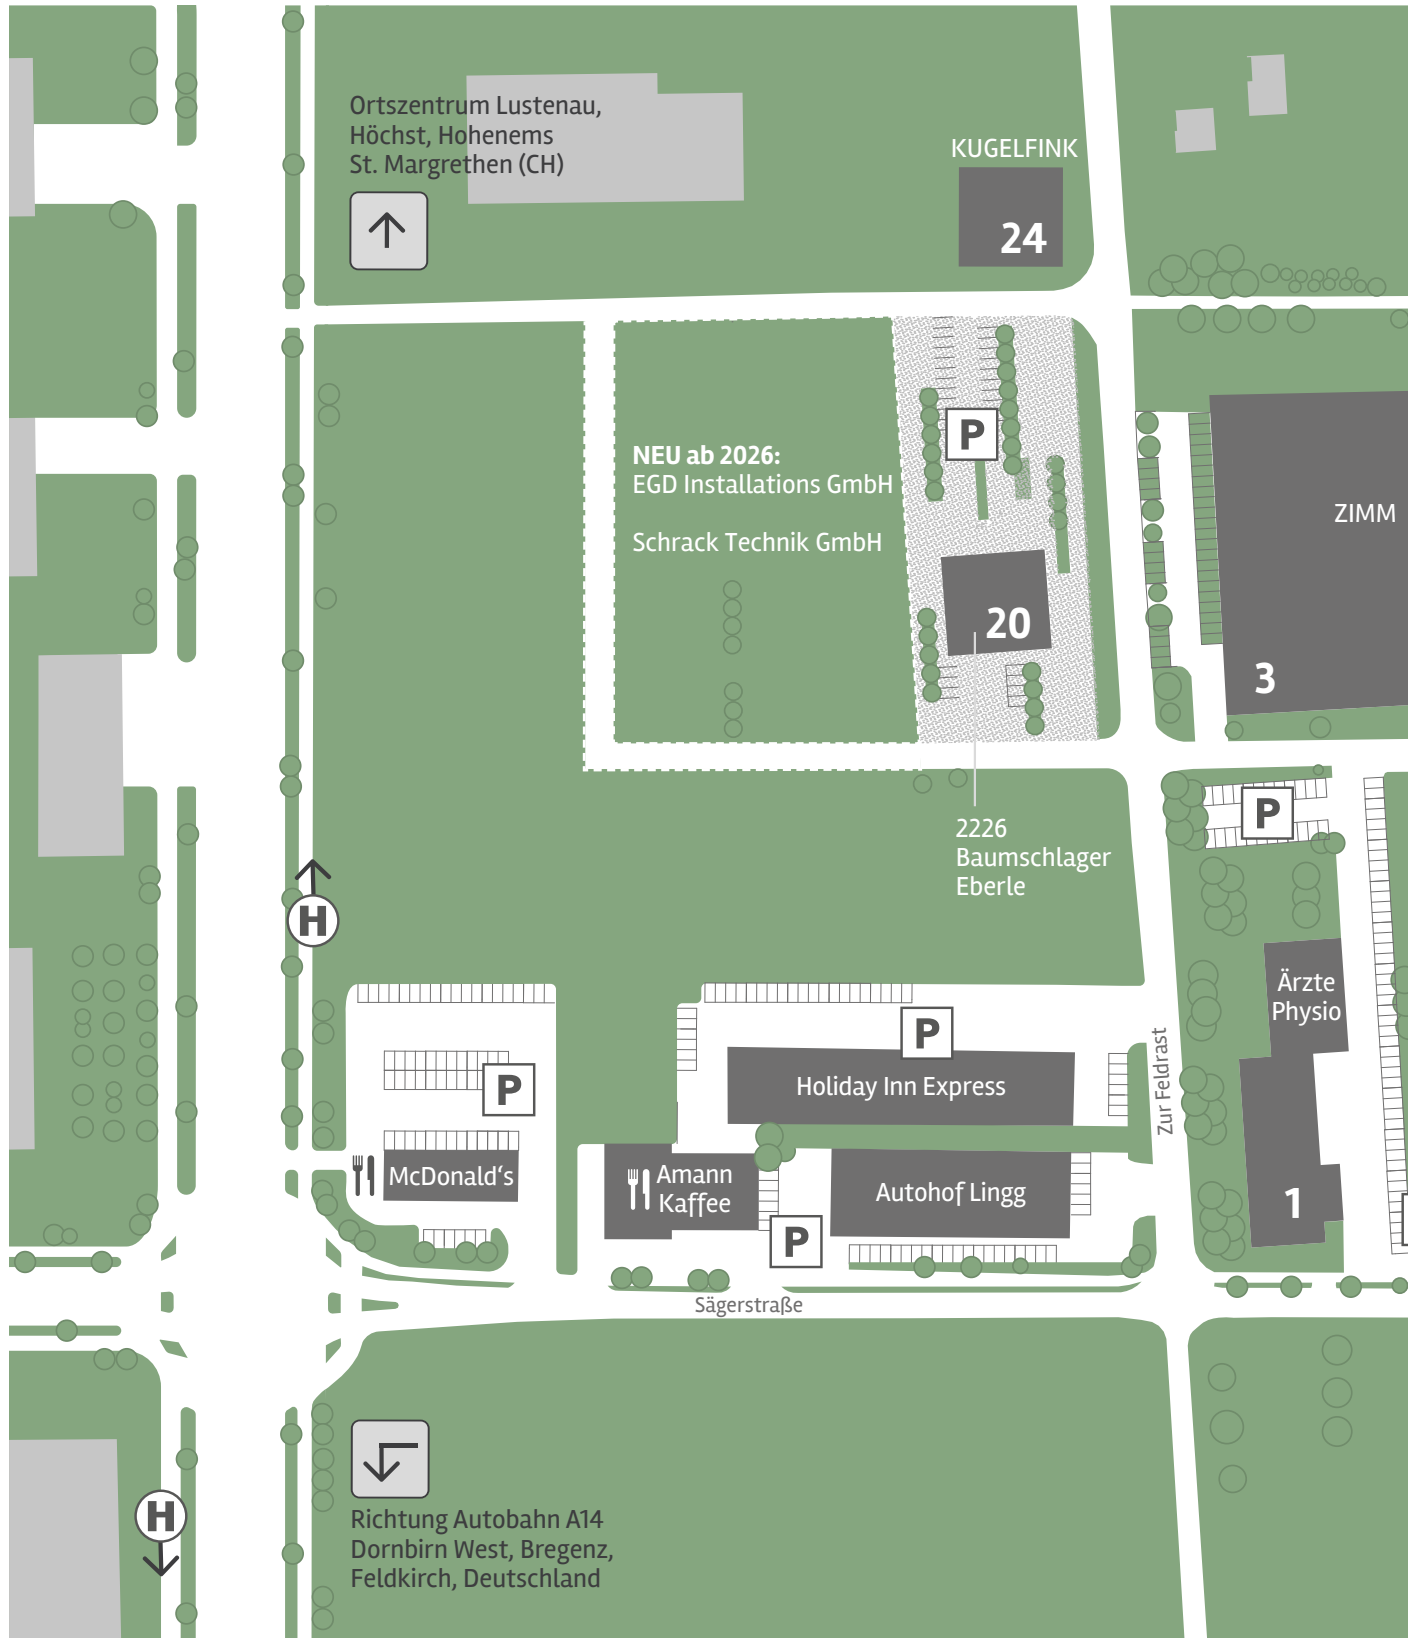 Ortszentrum Lustenau,
Höchst, Hohenems
St. Margrethen (CH)
KUGELFINK
24
P
NEU ab 2026:
EGD Installations GmbH
Schrack Technik GmbH
ZIMM
20
3
P
2226
Baumschlager
Eberle
H
Ärzte
Physio
P
Zur Feldrast
P
Holiday Inn Express
McDonald‘s
Amann
Kaffee
Autohof Lingg
1
P
Sägerstraße
H
Richtung Autobahn A14
Dornbirn West, Bregenz,
Feldkirch, Deutschland